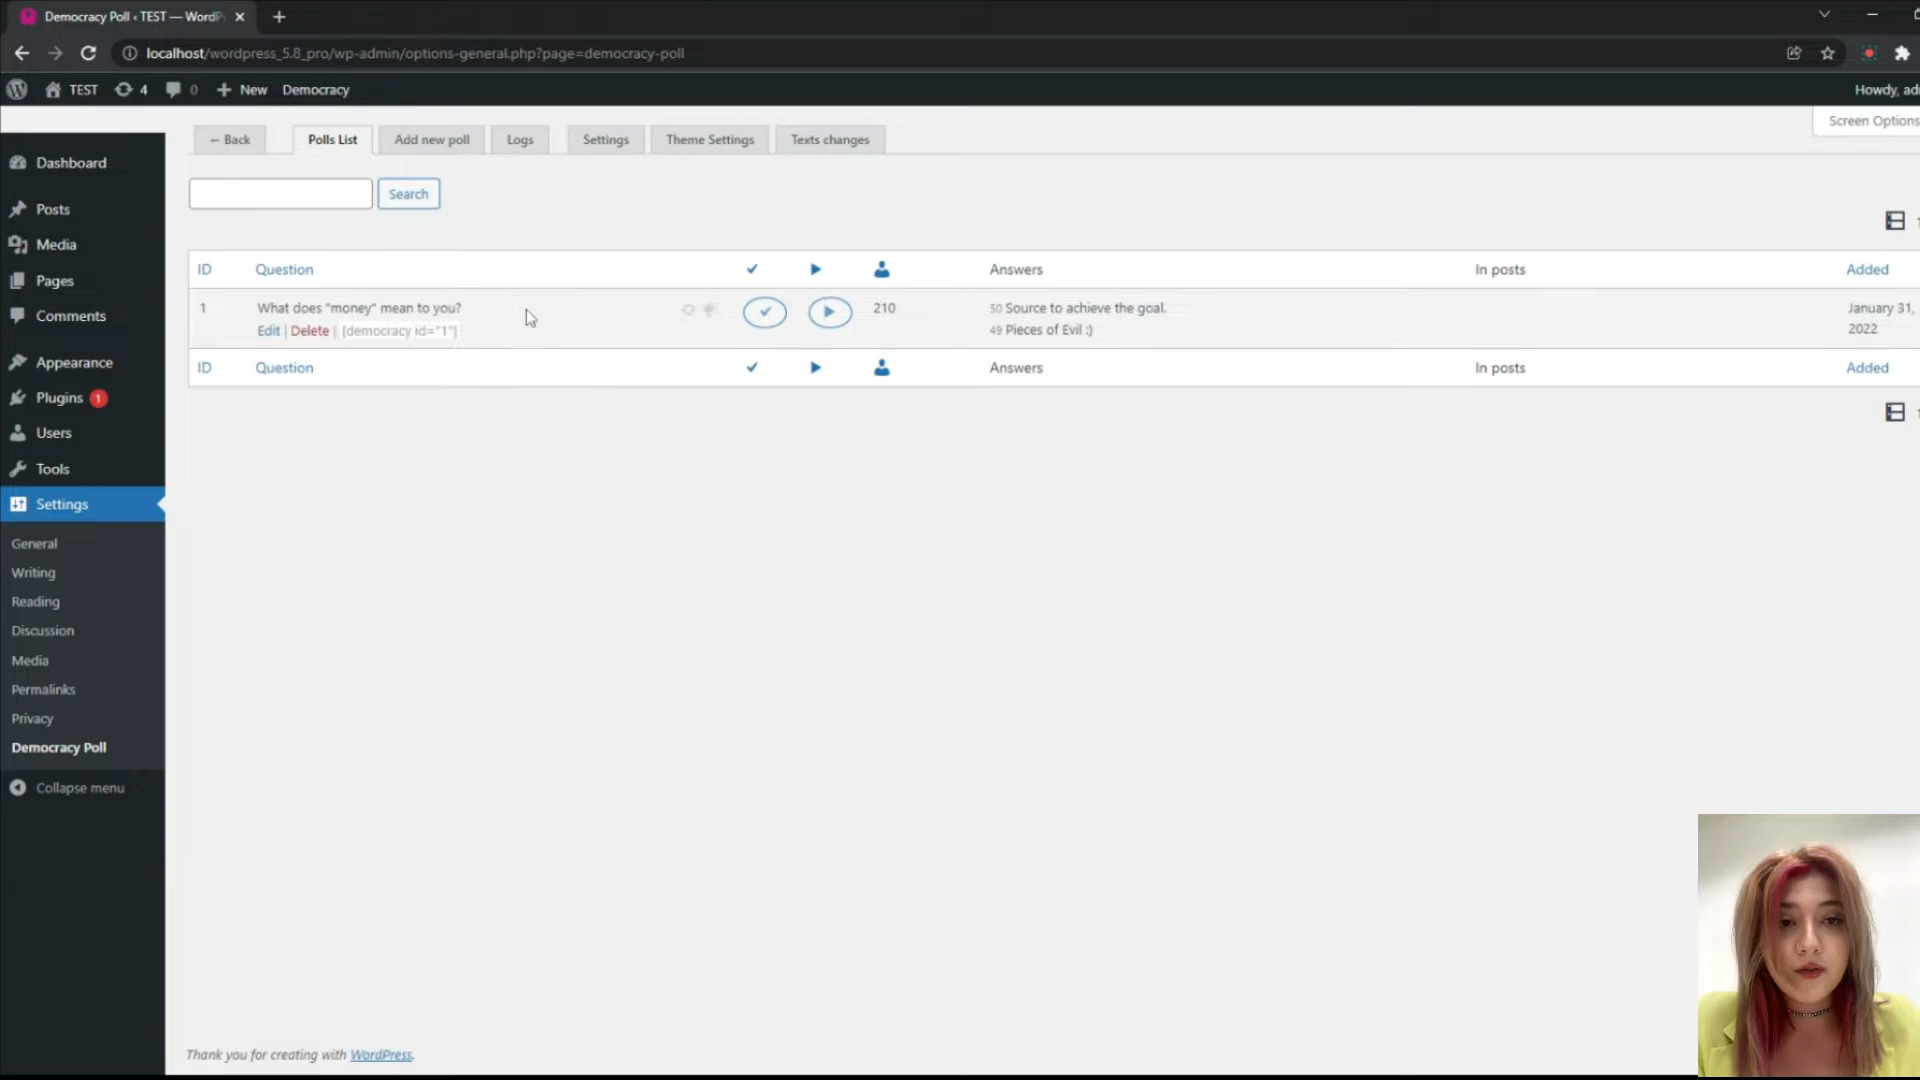 Democracy Poll ‹ TEST — WordP
localhost/wordpress_5.8_pro/wp-admin/options-general.php?page=democracy-poll
TEST 4 0 New Democracy Howdy, ad
Screen Options
← Back Polls List Add new poll Logs Settings Theme Settings Texts changes
Search
ID Question Answers In posts Added
1 What does "money" mean to you? 210 50 Source to achieve the goal. January 31,
Edit | Delete | [democracy id="1"] 49 Pieces of Evil :) 2022
ID Question Answers In posts Added
Dashboard
Posts
Media
Pages
Comments
Appearance
Plugins 1
Users
Tools
Settings
General
Writing
Reading
Discussion
Media
Permalinks
Privacy
Democracy Poll
Collapse menu
Thank you for creating with WordPress.